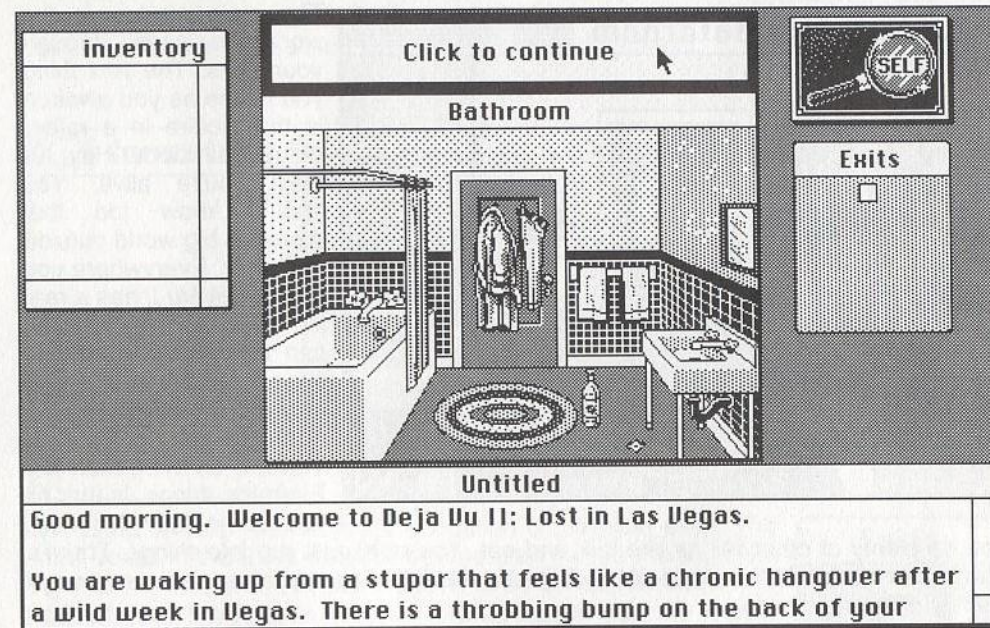 inventory
Click to continue
SELF
Bathroom
Exits
Untitled
Good morning. Welcome to Deja Vu II: Lost in Las Vegas.
You are waking up from a stupor that feels like a chronic hangover after
a wild week in Vegas. There is a throbbing bump on the back of your